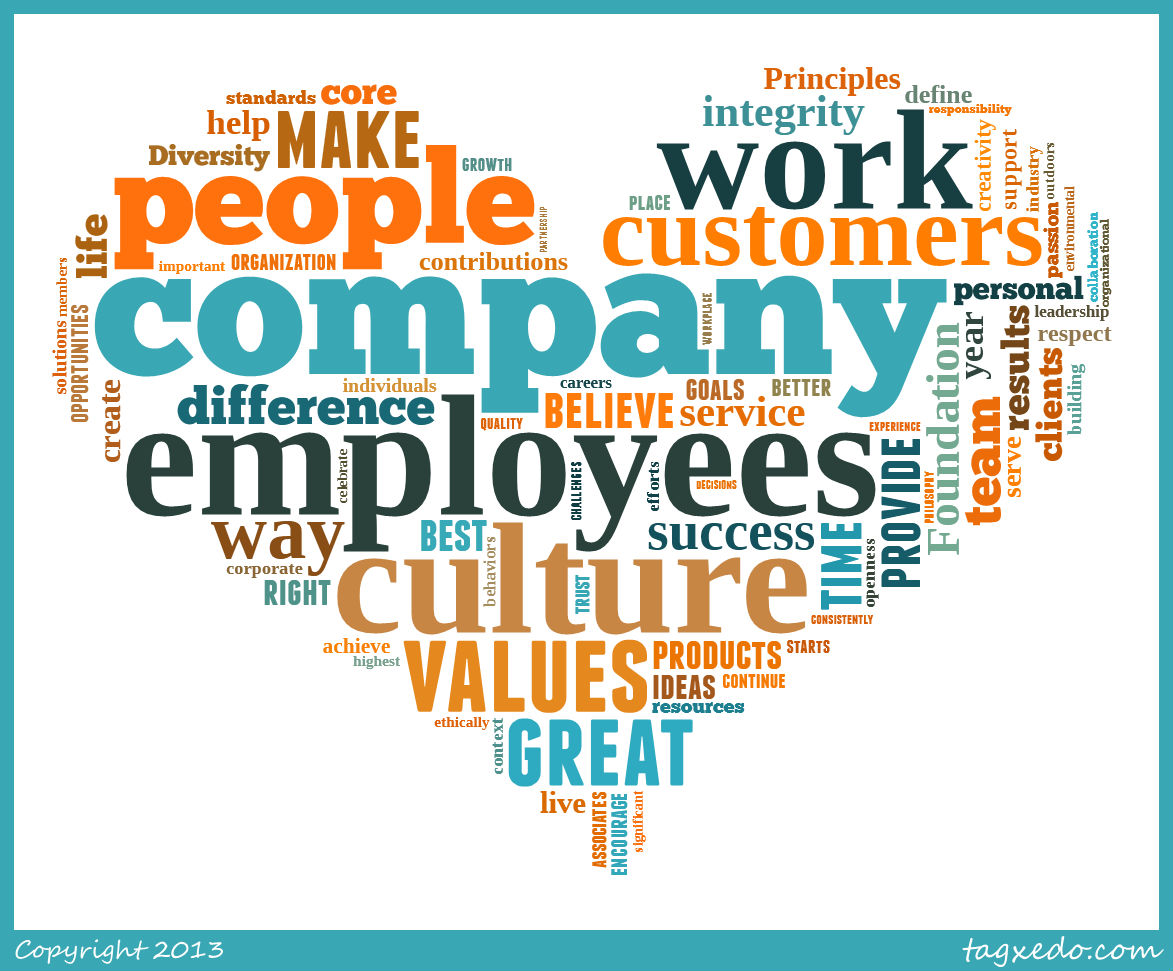 Principles
standards
core
define
integrity
responsibility
help
MAKE
work
creativity
support
industry
outdoors
Diversity
people
GROWTH
PARTNERSHIP
PLACE
customers
passion
environmental
collaboration
organizational
life
important
ORGANIZATION
contributions
members
solutions
OPPORTUNITIES
company
WORKPLACE
personal
leadership
year
results
respect
create
difference
individuals
careers
GOALS
BETTER
QUALITY
BELIEVE
service
EXPERIENCE
Foundation
clients
building
team
serve
employees
celebrate
CHALLENGES
efforts
DECISIONS
PROVIDE
PHILOSOPHY
way
BEST
success
TIME
openness
corporate
RIGHT
behaviors
culture
TRUST
CONSISTENTLY
achieve
highest
VALUES
PRODUCTS
STARTS
IDEAS
CONTINUE
resources
ethically
context
GREAT
live
ASSOCIATES
ENCOURAGE
significant
Copyright 2013
tagxedo.com